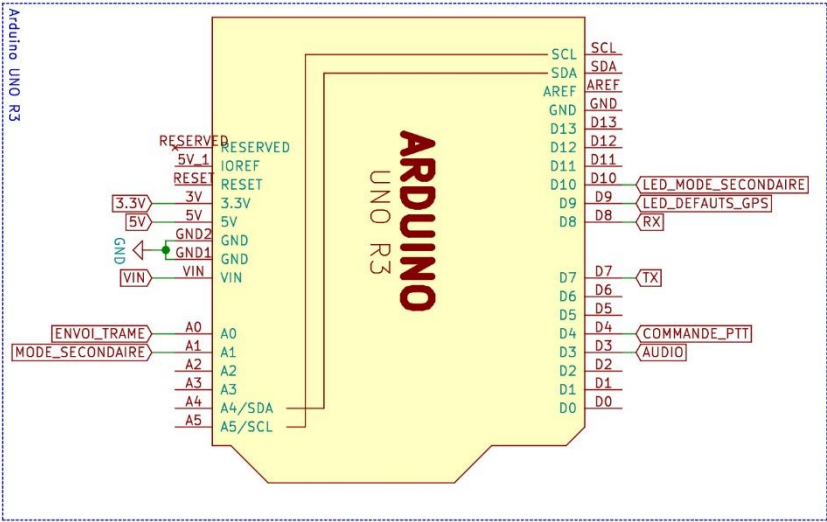 Arduino UNO R3
ARDUINO
UNO R3
RESERVED
RESERVED
5V_1
IOREF
RESET
RESET
3.3V
3V
3.3V
5V
5V
5V
GND
GND2
GND
GND1
GND
VIN
VIN
VIN
ENVOI_TRAME
A0
A0
MODE_SECONDAIRE
A1
A1
A2
A2
A3
A3
A4
A4/SDA
A5
A5/SCL
SCL
SCL
SDA
SDA
AREF
AREF
GND
GND
D13
D13
D12
D12
D11
D11
D10
D10
LED_MODE_SECONDAIRE
D9
D9
LED_DEFAUTS_GPS
D8
D8
RX
D7
D7
TX
D6
D6
D5
D5
D4
D4
COMMANDE_PTT
D3
D3
AUDIO
D2
D2
D1
D1
D0
D0